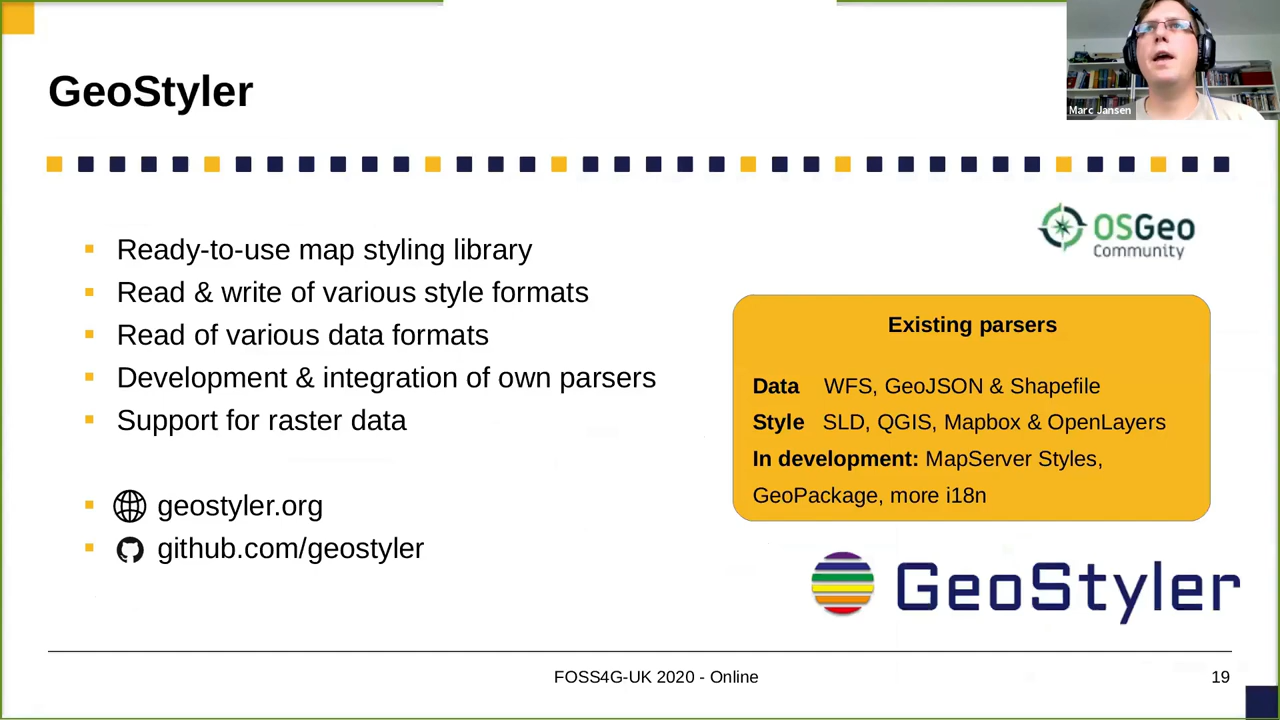 Marc Jansen
GeoStyler
OSGeo
Community
Ready-to-use map styling library
Read & write of various style formats
Read of various data formats
Development & integration of own parsers
Support for raster data
geostyler.org
github.com/geostyler
Existing parsers
Data WFS, GeoJSON & Shapefile
Style SLD, QGIS, Mapbox & OpenLayers
In development: MapServer Styles,
GeoPackage, more i18n
GeoStyler
FOSS4G-UK 2020 - Online
19